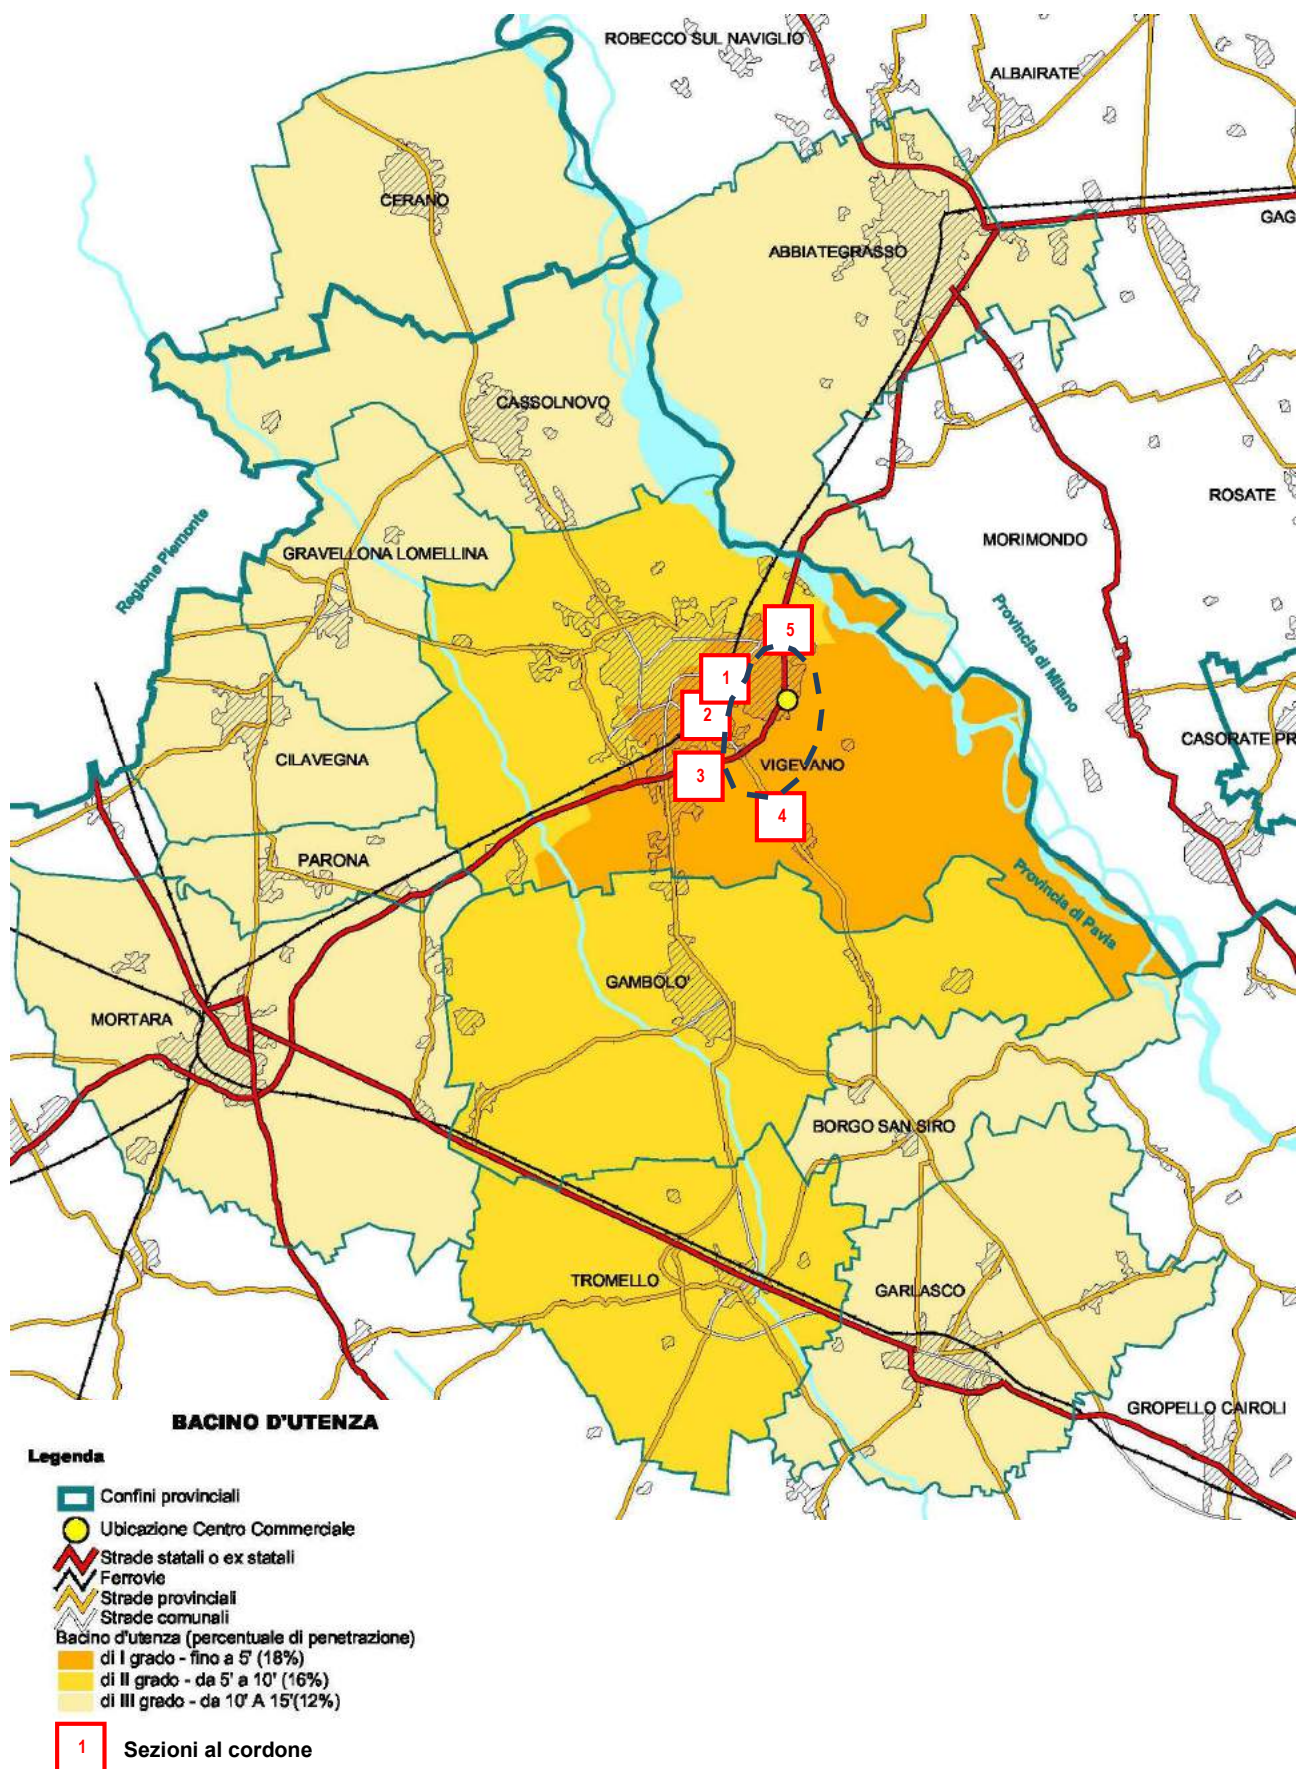 ROBECCO SUL NAVIGLIO
ALBAIRATE
CERANO
GAG
ABBIATEGRASSO
CASSOLNOVO
ROSATE
Regione Piemonte
MORIMONDO
GRAVELLONA LOMELLINA
Provincia di Milano
5
1
2
CASORATE PR
CILAVEGNA
3
VIGEVANO
4
PARONA
Provincia di Pavia
GAMBOLO'
MORTARA
BORGO SAN SIRO
TROMELLO
GARLASCO
GROPELLO CAIROLI
BACINO D'UTENZA
Legenda
Confini provinciali
Ubicazione Centro Commerciale
Strade statali o ex statali
Ferrovie
Strade provinciali
Strade comunali
Bacino d'utenza (percentuale di penetrazione)
di I grado - fino a 5' (18%)
di II grado - da 5' a 10' (16%)
di III grado - da 10' A 15'(12%)
1
Sezioni al cordone